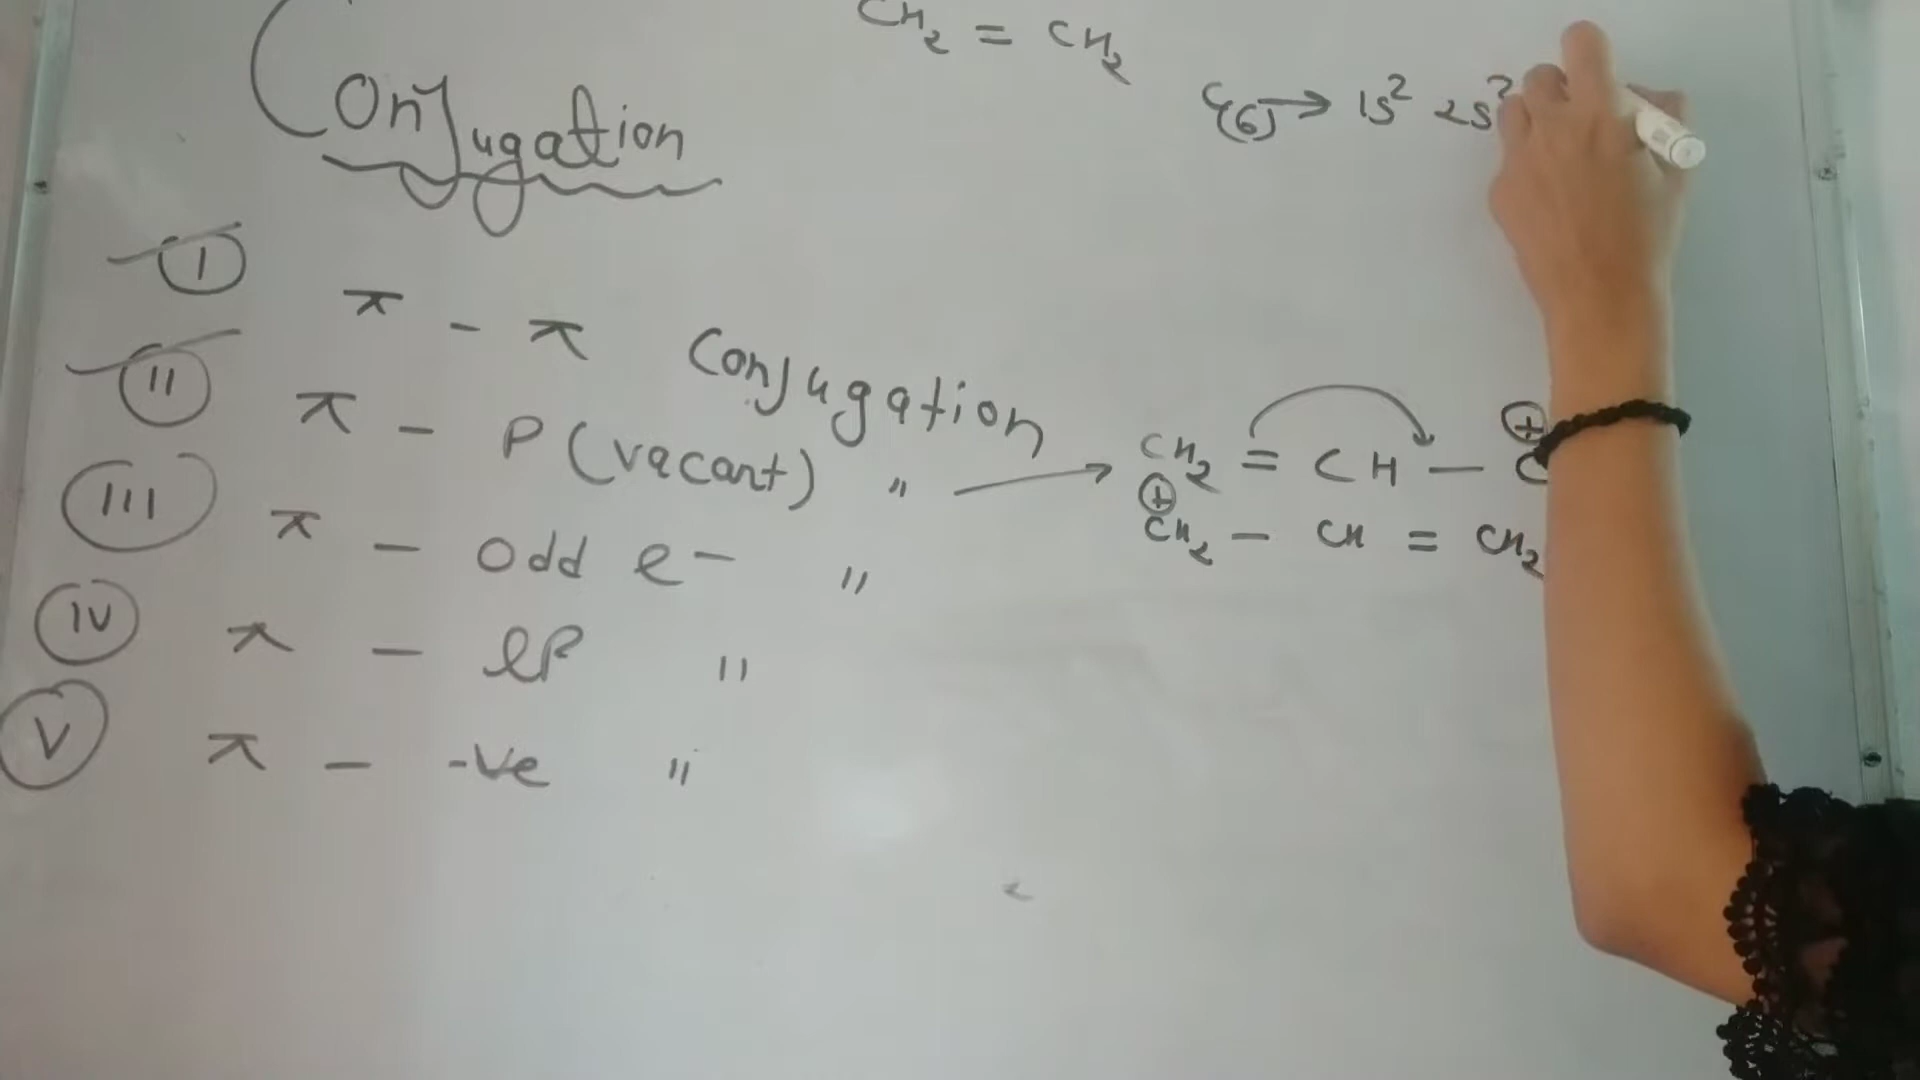 CH₂ = CH₂
Conjugation
C(6) → 1s² 2s²
I π - π Conjugation
II π - P (vacant) "
CH₂ = CH - C⊕
III π - odd e- "
⊕CH₂ - CH = CH₂
IV π - lP "
V π - -ve "